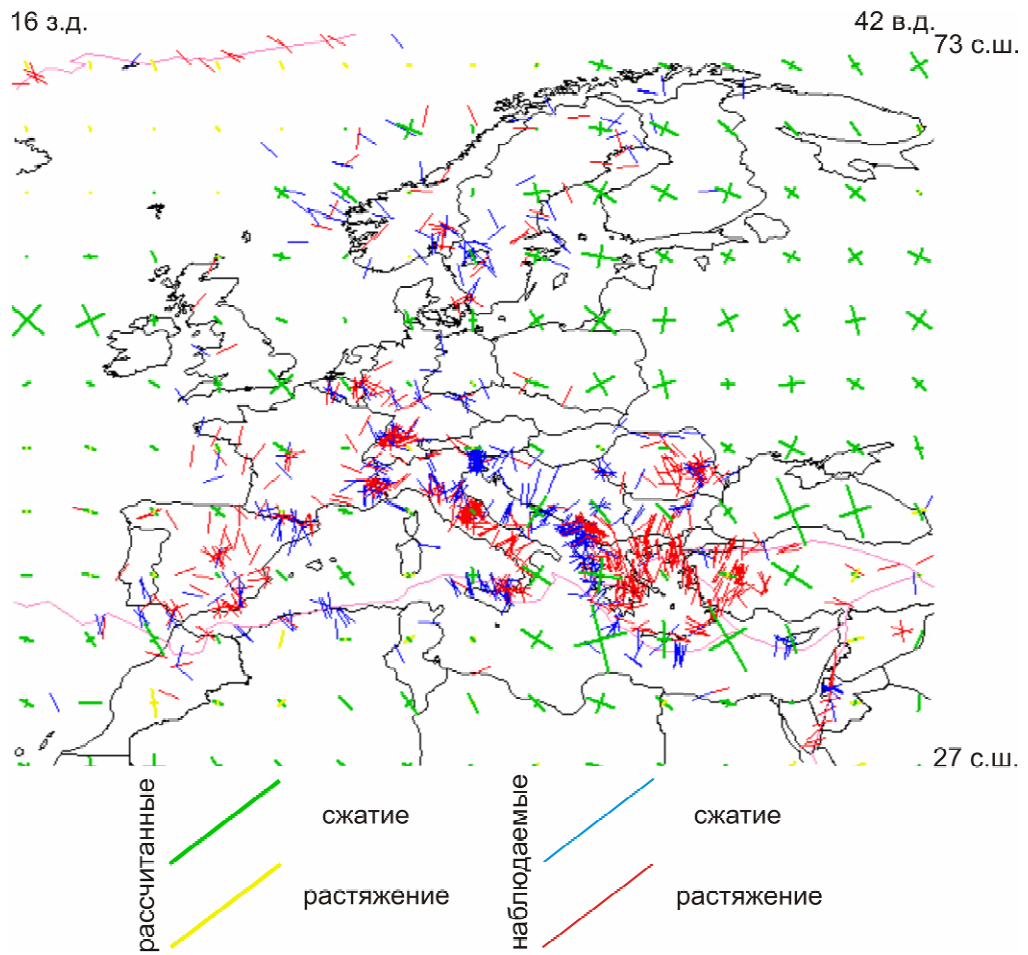 16 з.д.
42 в.д.
73 с.ш.
27 с.ш.
рассчитанные
сжатие
растяжение
наблюдаемые
сжатие
растяжение